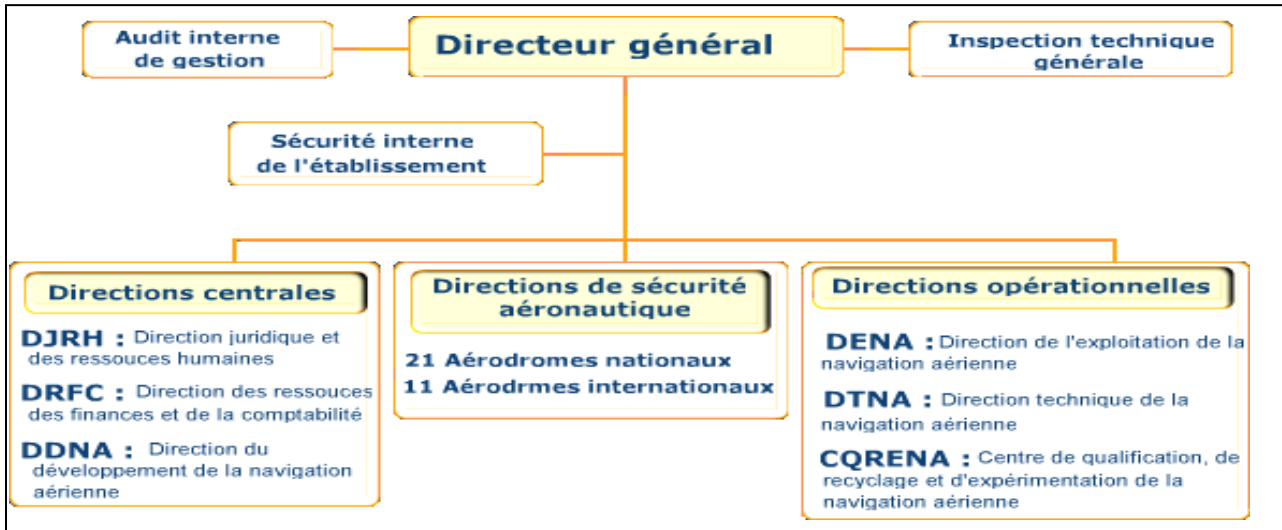 Audit interne
de gestion
Directeur général
Inspection technique
générale
Sécurité interne
de l'établissement
Directions centrales
DJRH : Direction juridique et
des ressouces humaines
DRFC : Direction des ressouces
des finances et de la comptabilité
DDNA : Direction du
développement de la navigation
aérienne
Directions de sécurité
aéronautique
21 Aérodromes nationaux
11 Aérodrmes internationaux
Directions opérationnelles
DENA : Direction de l'exploitation de la
navigation aérienne
DTNA : Direction technique de la
navigation aérienne
CQRENA : Centre de qualification, de
recyclage et d'expérimentation de la
navigation aérienne